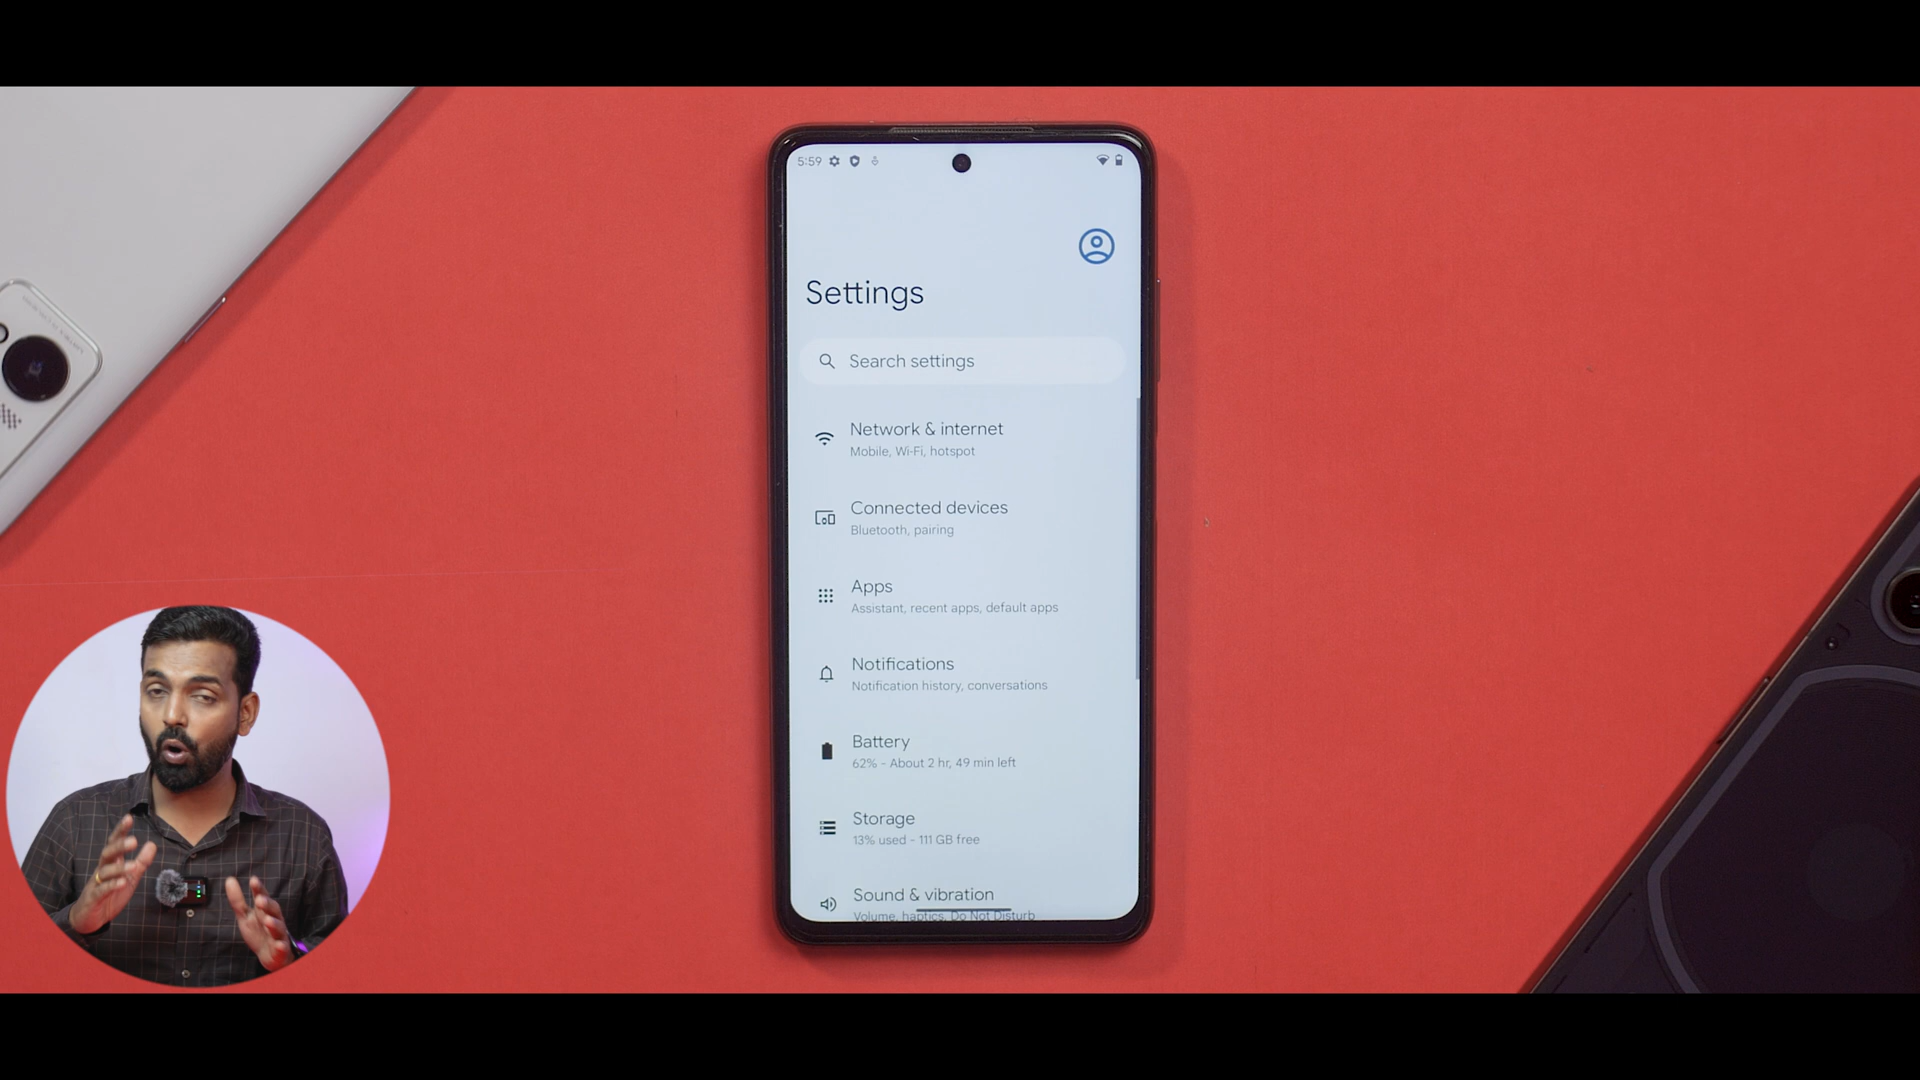 5:59
Settings
Search settings
Network & internet
Mobile, Wi-Fi, hotspot
Connected devices
Bluetooth, pairing
Apps
Assistant, recent apps, default apps
Notifications
Notification history, conversations
Battery
62% - About 2 hr, 49 min left
Storage
13% used - 111 GB free
Sound & vibration
Volume, haptics, Do Not Disturb